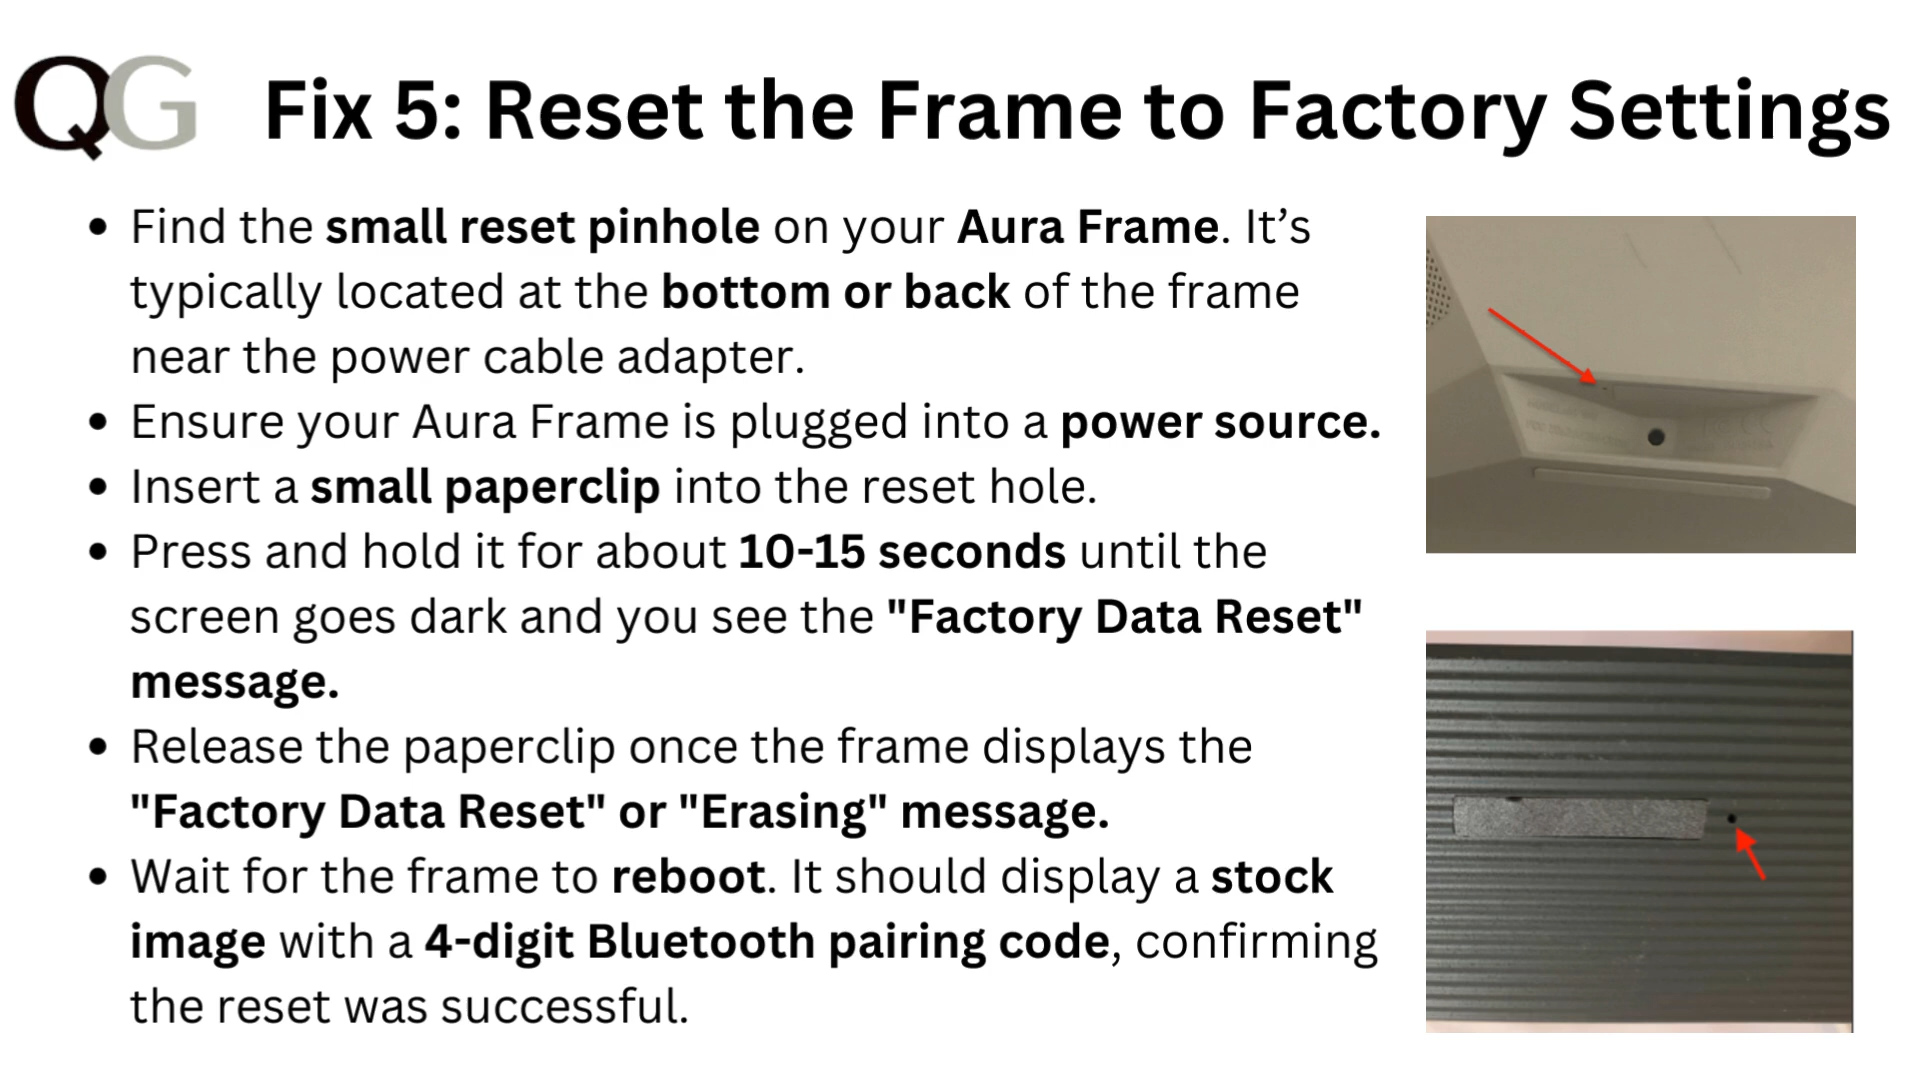 QG
Fix 5: Reset the Frame to Factory Settings
• Find the small reset pinhole on your Aura Frame. It’s
typically located at the bottom or back of the frame
near the power cable adapter.
• Ensure your Aura Frame is plugged into a power source.
• Insert a small paperclip into the reset hole.
• Press and hold it for about 10-15 seconds until the
screen goes dark and you see the "Factory Data Reset"
message.
• Release the paperclip once the frame displays the
"Factory Data Reset" or "Erasing" message.
• Wait for the frame to reboot. It should display a stock
image with a 4-digit Bluetooth pairing code, confirming
the reset was successful.